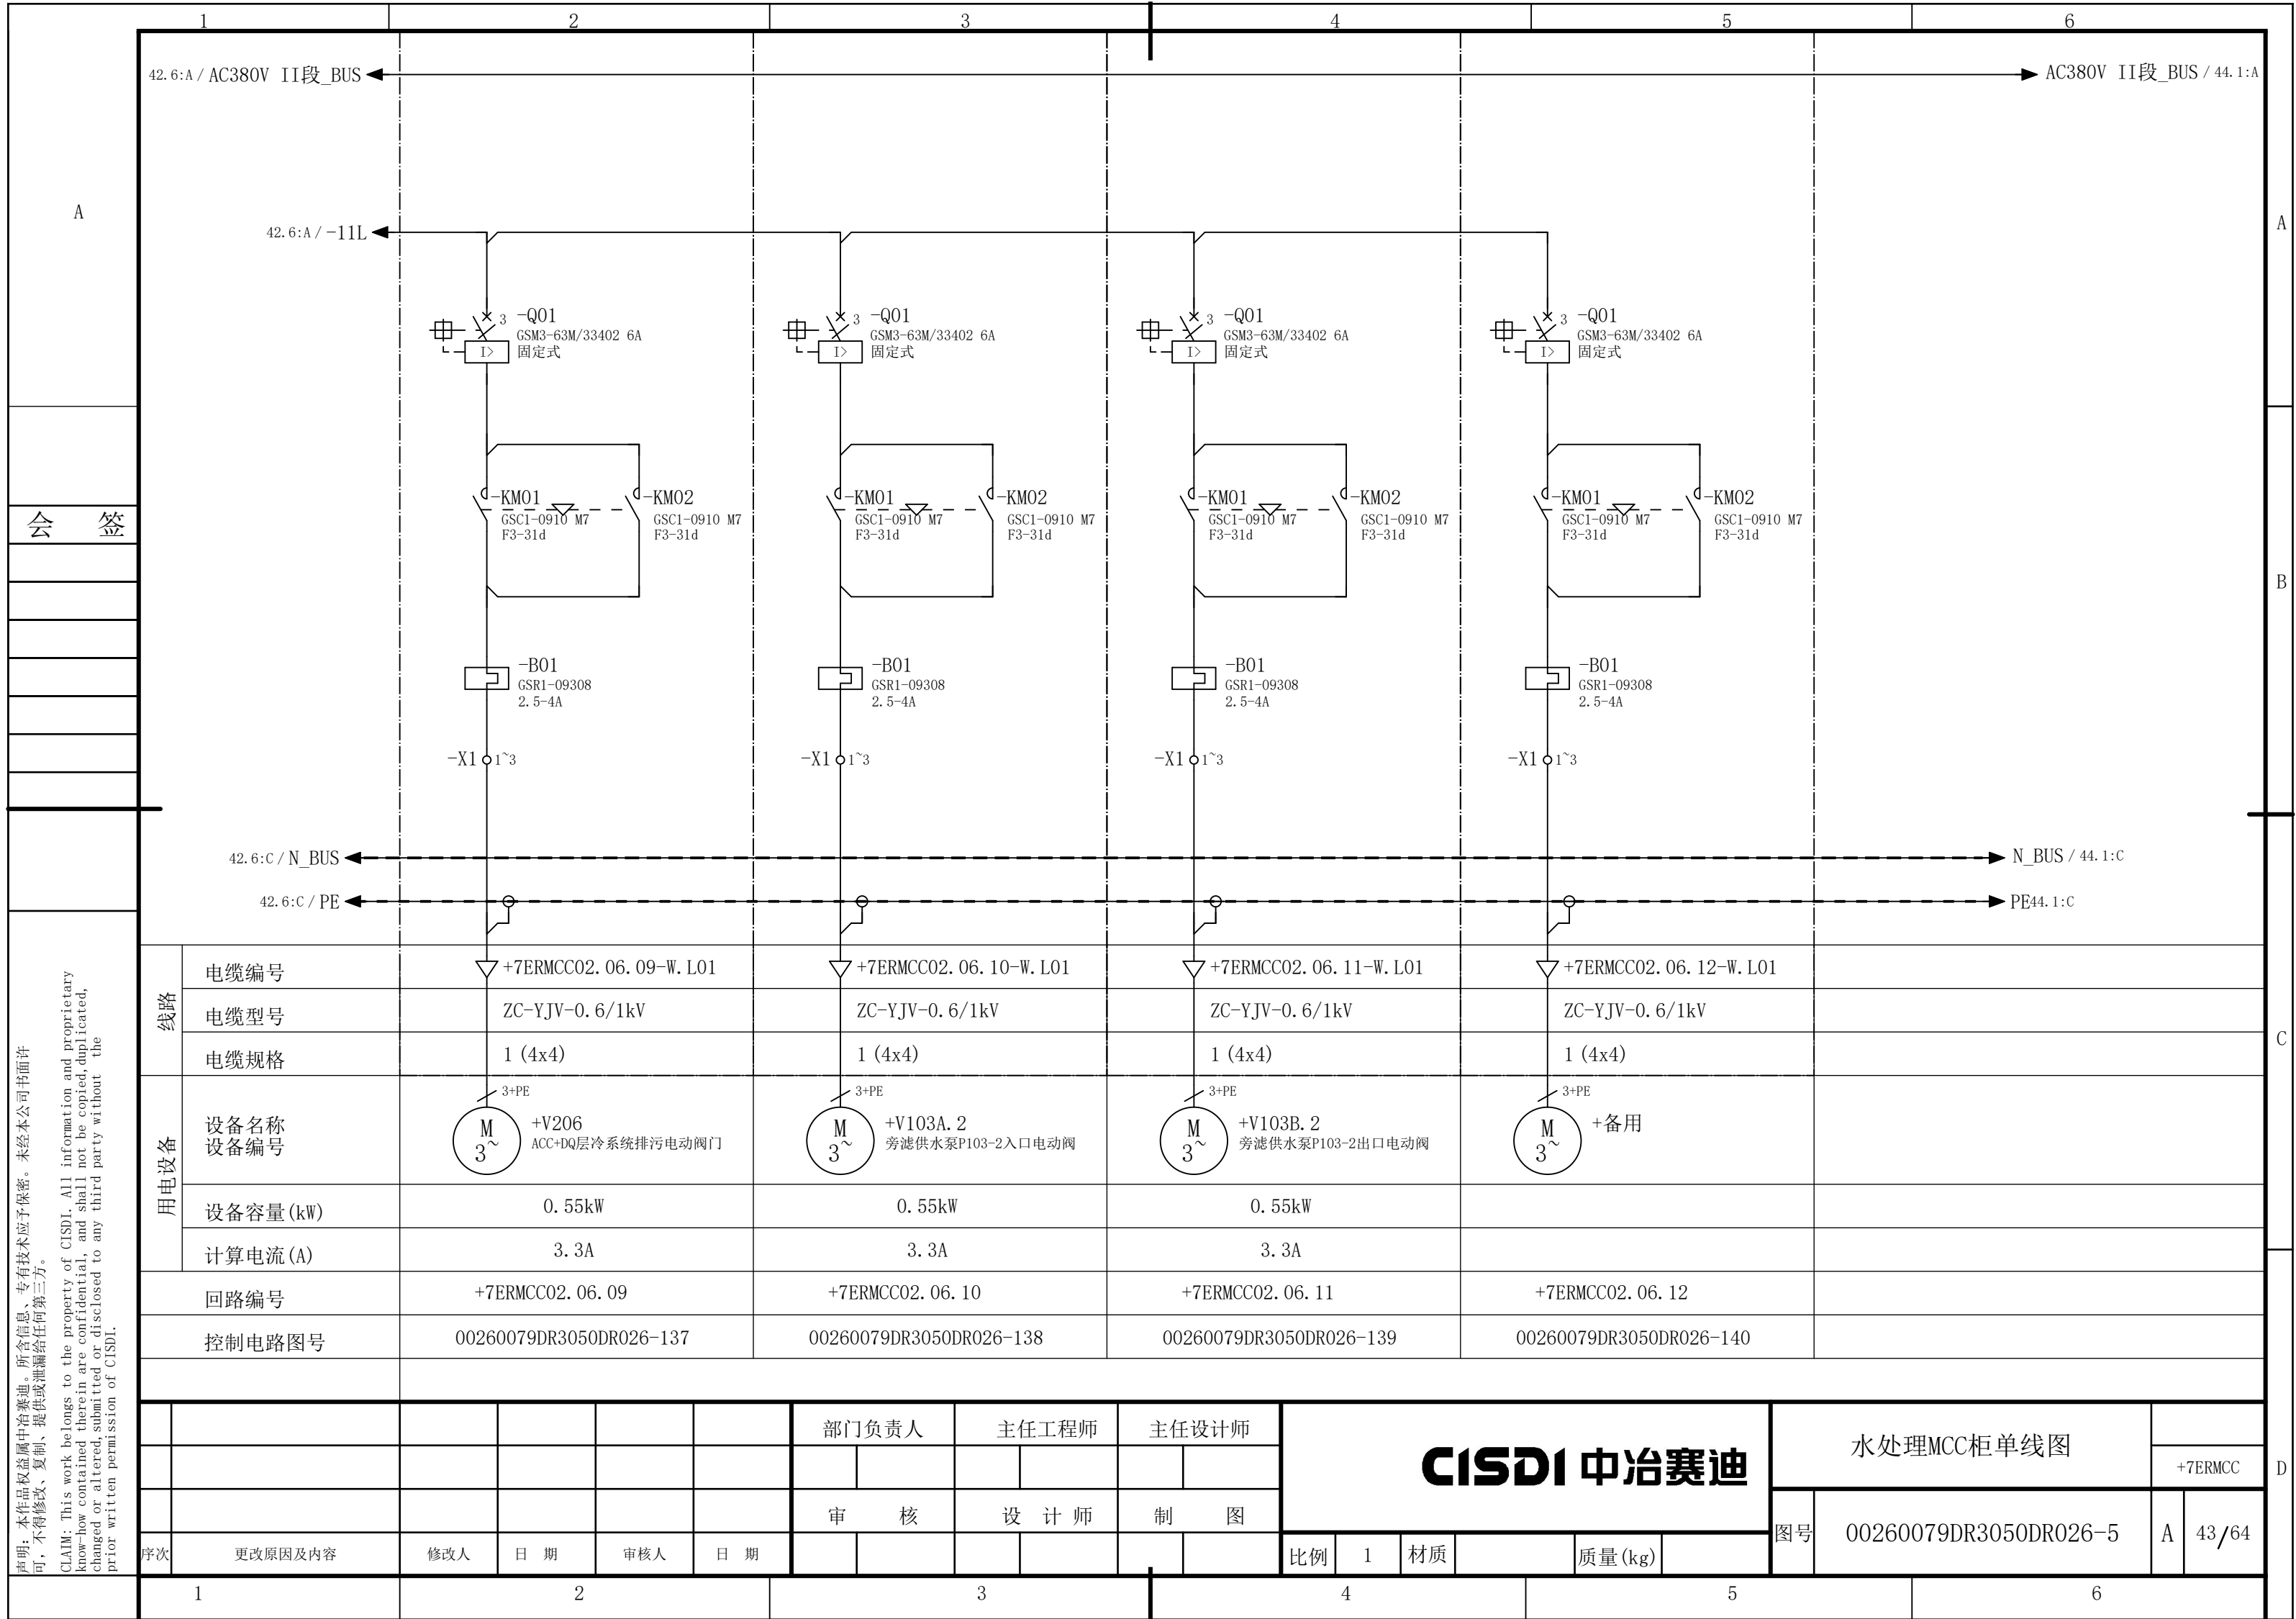 1 2 3 4 5 6
42.6:A / AC380V II段_BUS
AC380V II段_BUS / 44.1:A
A
A
42.6:A / -11L
-Q01
3
GSM3-63M/33402 6A
I>
固定式
-Q01
3
GSM3-63M/33402 6A
I>
固定式
-Q01
3
GSM3-63M/33402 6A
I>
固定式
-Q01
3
GSM3-63M/33402 6A
I>
固定式
-KM01
GSC1-0910 M7
F3-31d
-KM02
GSC1-0910 M7
F3-31d
-KM01
GSC1-0910 M7
F3-31d
-KM02
GSC1-0910 M7
F3-31d
-KM01
GSC1-0910 M7
F3-31d
-KM02
GSC1-0910 M7
F3-31d
-KM01
GSC1-0910 M7
F3-31d
-KM02
GSC1-0910 M7
F3-31d
会 签
B
-B01
GSR1-09308
2.5-4A
-B01
GSR1-09308
2.5-4A
-B01
GSR1-09308
2.5-4A
-B01
GSR1-09308
2.5-4A
-X1 1~3
-X1 1~3
-X1 1~3
-X1 1~3
42.6:C / N_BUS
N_BUS / 44.1:C
42.6:C / PE
PE44.1:C
线路
电缆编号 +7ERMCC02.06.09-W.L01 +7ERMCC02.06.10-W.L01 +7ERMCC02.06.11-W.L01 +7ERMCC02.06.12-W.L01
电缆型号 ZC-YJV-0.6/1kV ZC-YJV-0.6/1kV ZC-YJV-0.6/1kV ZC-YJV-0.6/1kV
电缆规格 1 (4x4) 1 (4x4) 1 (4x4) 1 (4x4)
C
用电设备
设备名称
设备编号
3+PE
M
3~
+V206
ACC+DQ层冷系统排污电动阀门
3+PE
M
3~
+V103A.2
旁滤供水泵P103-2入口电动阀
3+PE
M
3~
+V103B.2
旁滤供水泵P103-2出口电动阀
3+PE
M
3~
+备用
设备容量(kW) 0.55kW 0.55kW 0.55kW
计算电流(A) 3.3A 3.3A 3.3A
回路编号 +7ERMCC02.06.09 +7ERMCC02.06.10 +7ERMCC02.06.11 +7ERMCC02.06.12
控制电路图号 00260079DR3050DR026-137 00260079DR3050DR026-138 00260079DR3050DR026-139 00260079DR3050DR026-140
声明: 本作品权益属中冶赛迪。所含信息、专有技术应予保密。未经本公司书面许
可, 不得修改、复制、提供或泄漏给任何第三方。
CLAIM: This work belongs to the property of CISDI. All information and proprietary
know-how contained therein are confidential, and shall not be copied,duplicated,
changed or altered,submitted or disclosed to any third party without the
prior written permission of CISDI.
部门负责人 主任工程师 主任设计师
审 核 设 计 师 制 图
序次 更改原因及内容 修改人 日 期 审核人 日 期
CISDI 中冶赛迪
比例 1 材质 质量(kg)
水处理MCC柜单线图
+7ERMCC
图号 00260079DR3050DR026-5 A 43/64
D
1 2 3 4 5 6